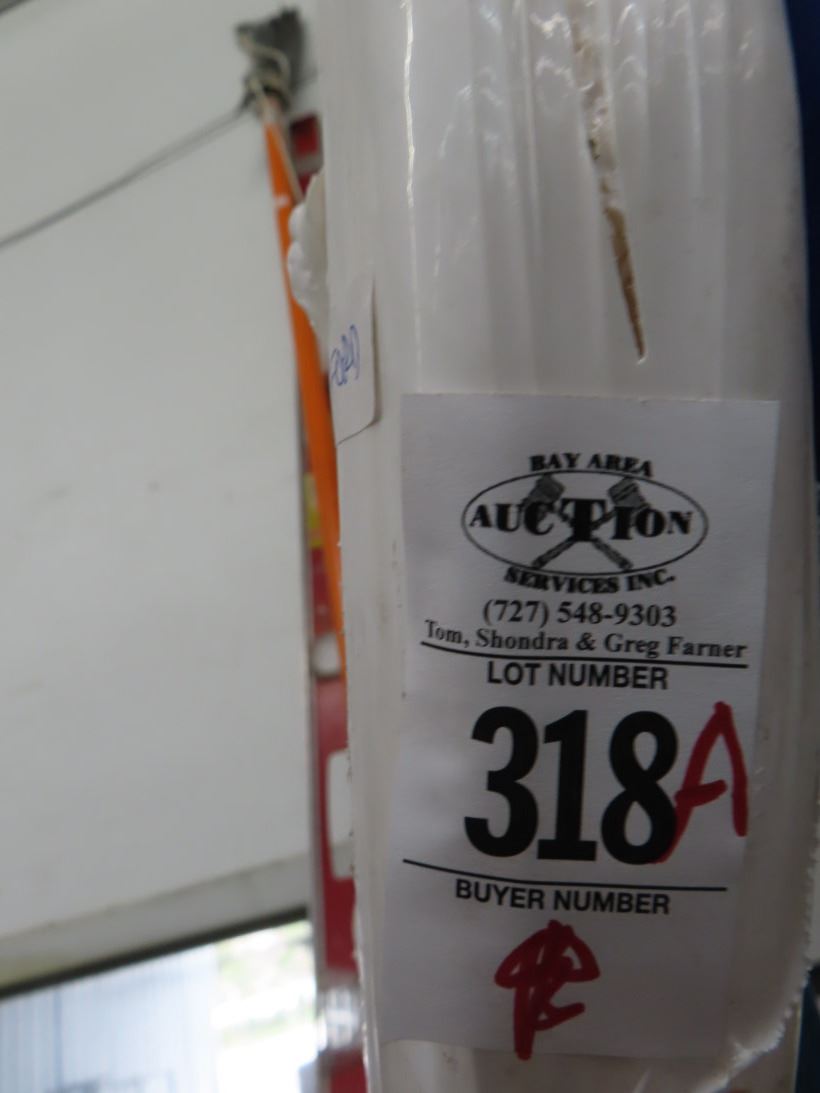 BAY AREA
AUCTION
SERVICES INC.
(727) 548-9303
Tom, Shondra & Greg Farner
LOT NUMBER
318A
BUYER NUMBER